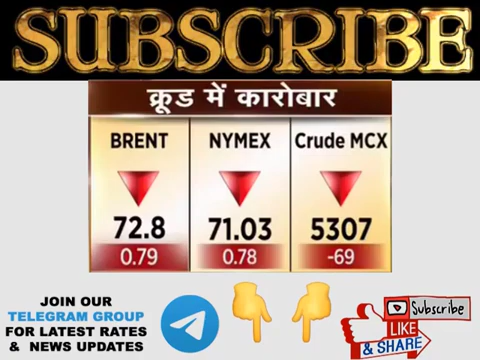 SUBSCRIBE
क्रूड में कारोबार
BRENT NYMEX Crude MCX
72.8 71.03 5307
0.79 0.78 -69
JOIN OUR
TELEGRAM GROUP
FOR LATEST RATES
& NEWS UPDATES
Subscribe
LIKE
& SHARE